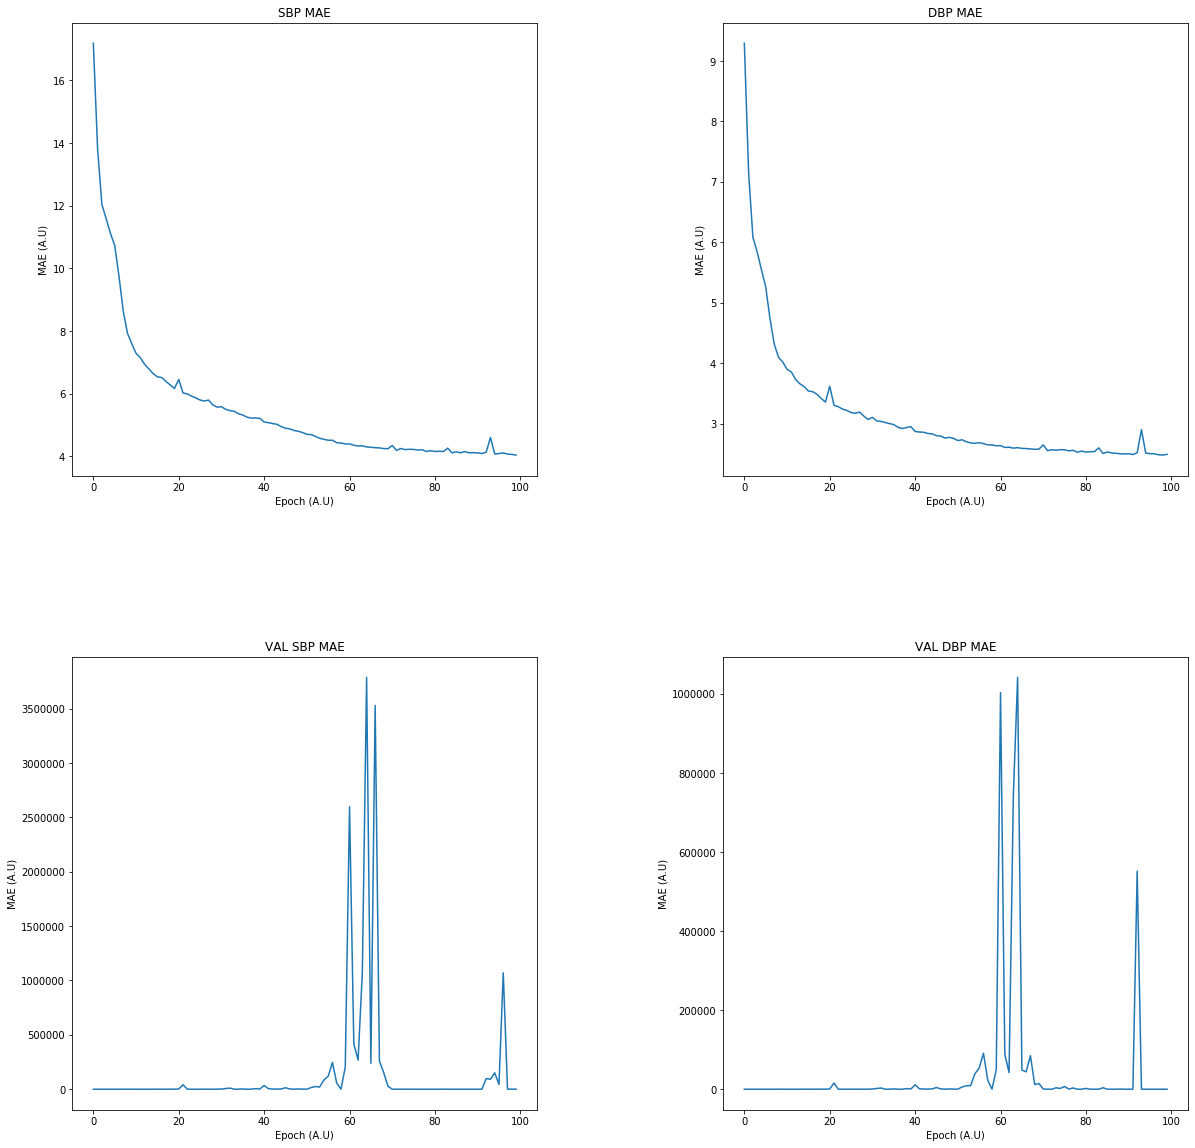 SBP MAE
16
14
12
10
8
6
4
MAE (A.U)
0 20 40 60 80 100
Epoch (A.U)
DBP MAE
9
8
7
6
5
4
3
MAE (A.U)
0 20 40 60 80 100
Epoch (A.U)
VAL SBP MAE
3500000
3000000
2500000
2000000
1500000
1000000
500000
0
MAE (A.U)
0 20 40 60 80 100
Epoch (A.U)
VAL DBP MAE
1000000
800000
600000
400000
200000
0
MAE (A.U)
0 20 40 60 80 100
Epoch (A.U)